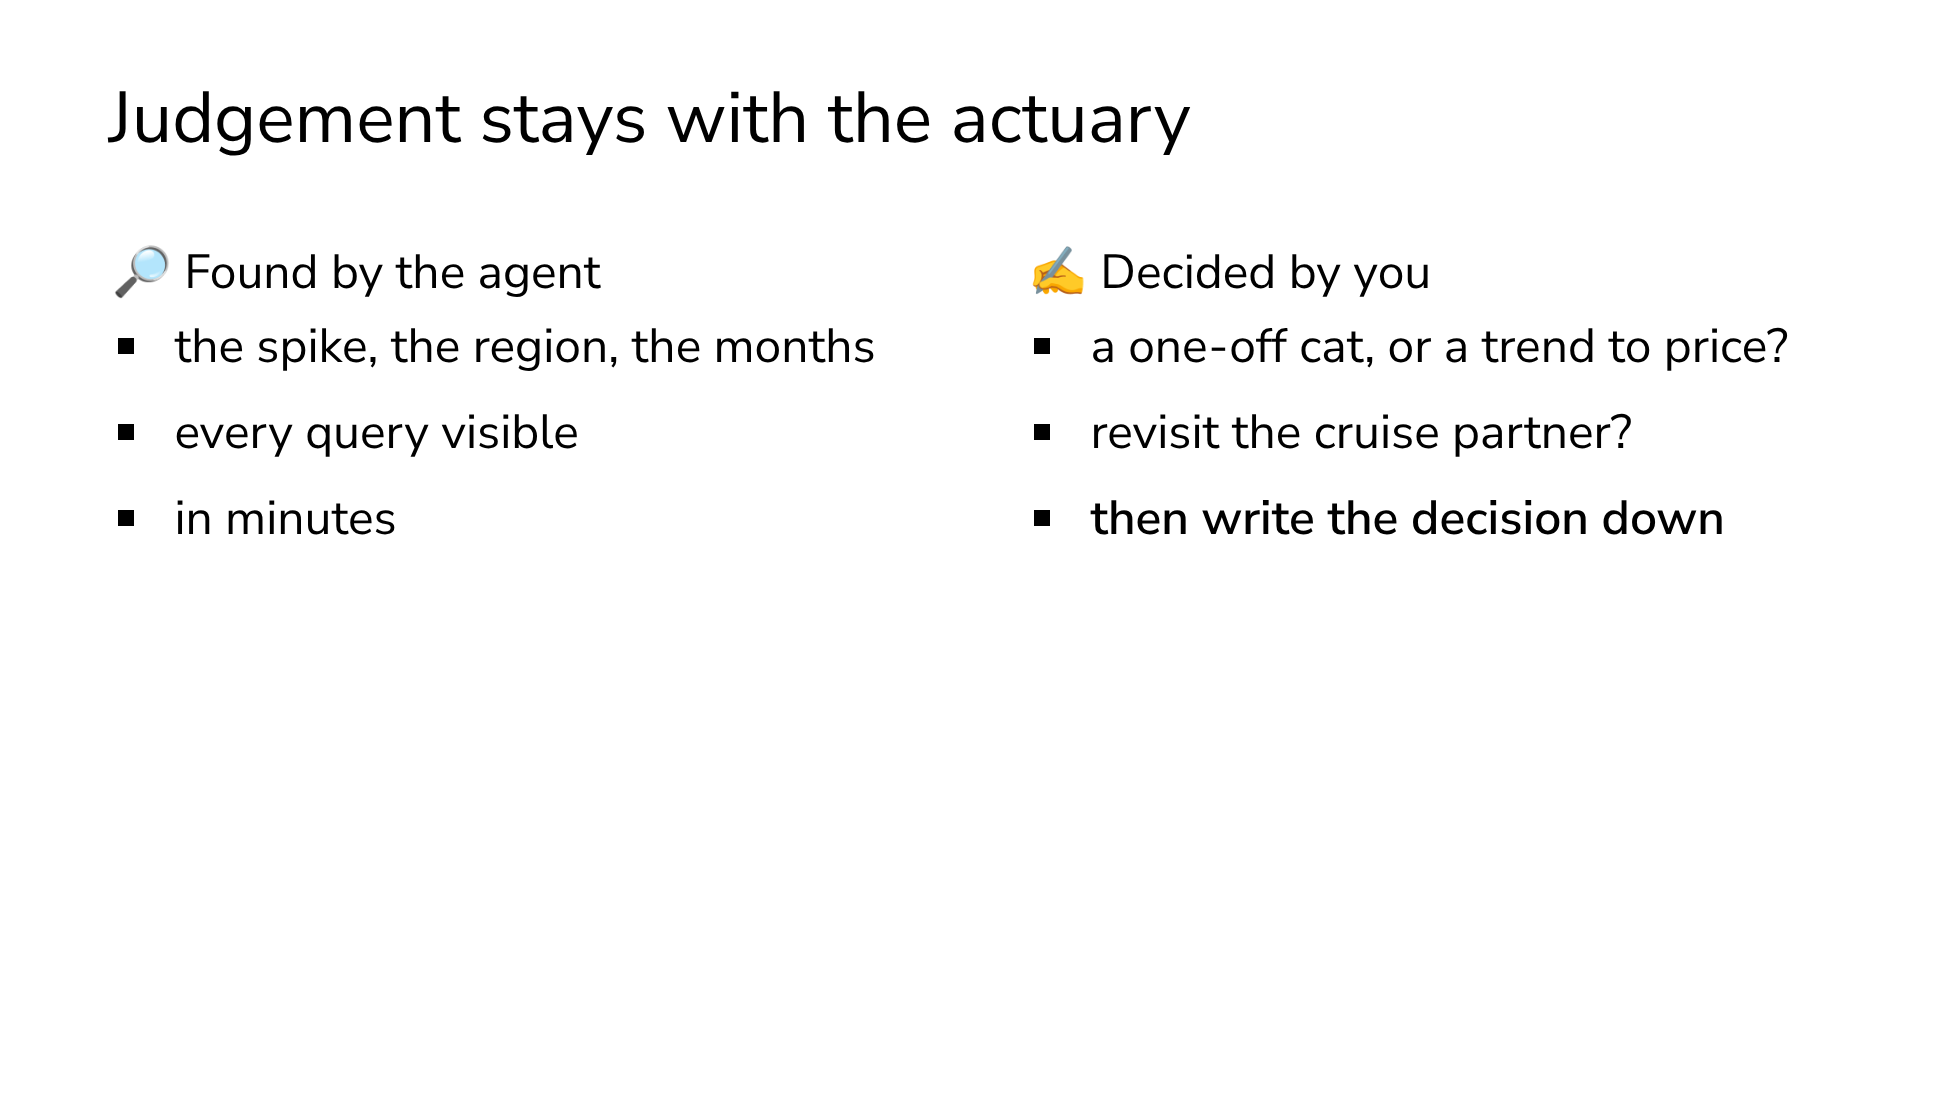 Judgement stays with the actuary
🔎 Found by the agent
▪ the spike, the region, the months
▪ every query visible
▪ in minutes
✍️ Decided by you
▪ a one-off cat, or a trend to price?
▪ revisit the cruise partner?
▪ then write the decision down